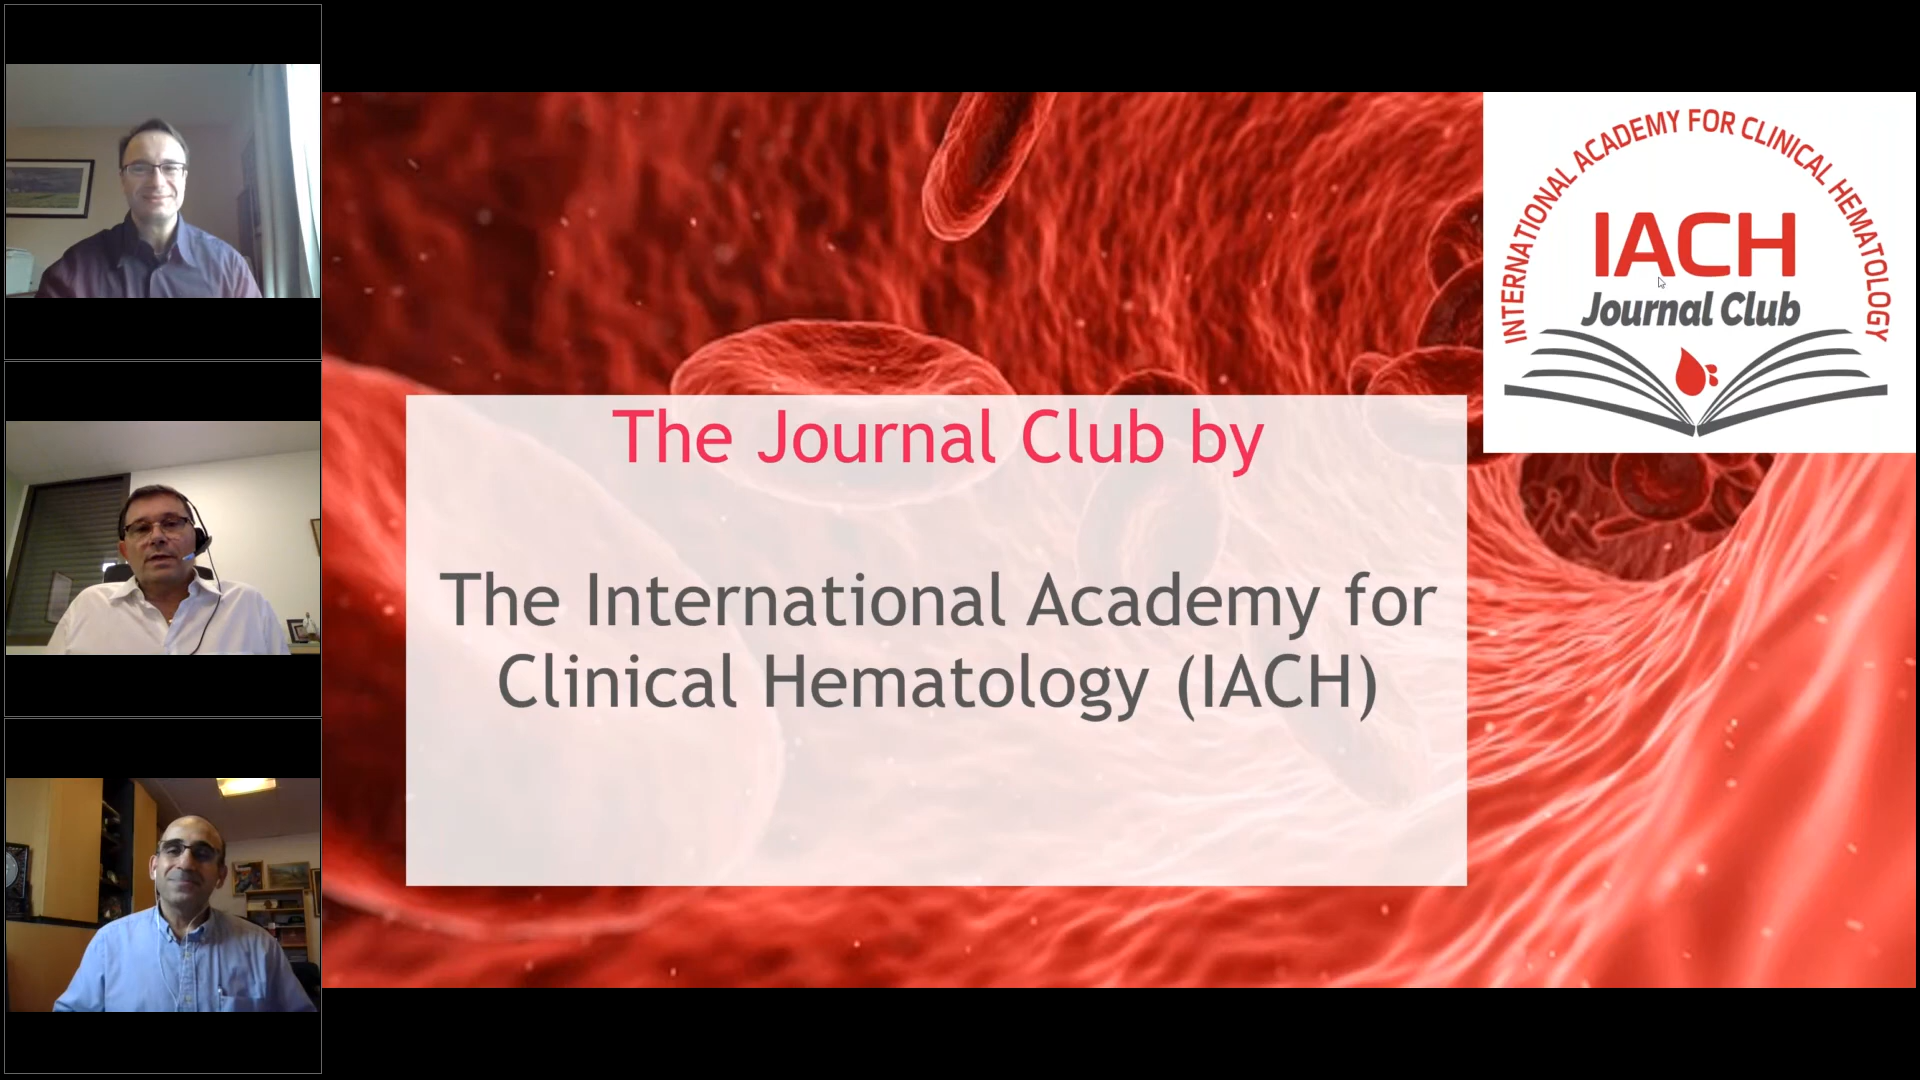 The Journal Club by
The International Academy for
Clinical Hematology (IACH)
INTERNATIONAL ACADEMY FOR CLINICAL HEMATOLOGY
IACH
Journal Club